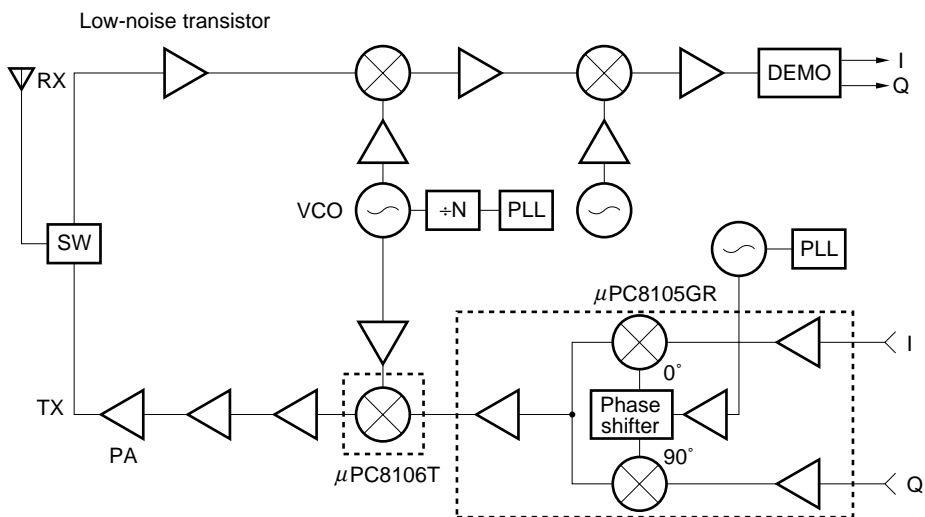 Low-noise transistor
RX
DEMO
I
Q
VCO
÷N
PLL
SW
PLL
µPC8105GR
I
0°
TX
Phase
shifter
PA
90°
µPC8106T
Q